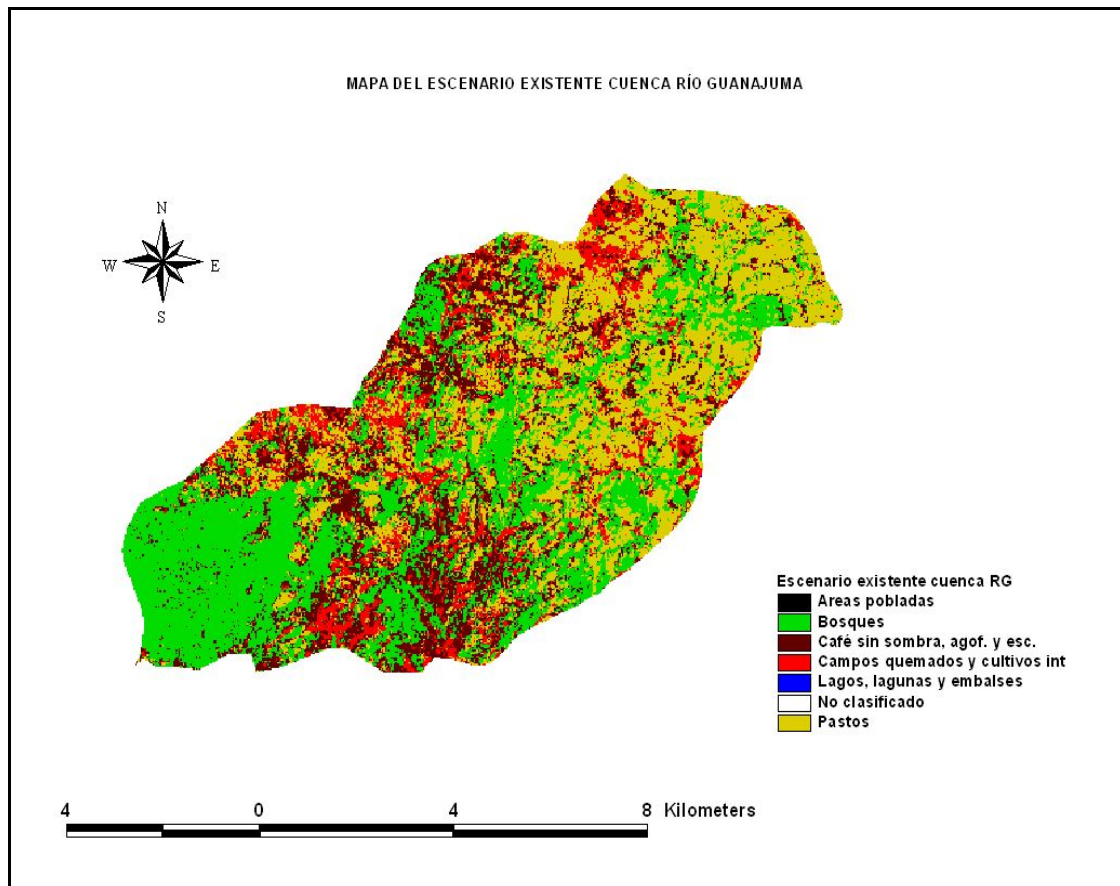 MAPA DEL ESCENARIO EXISTENTE CUENCA RÍO GUANAJUMA
N
W E
S
Escenario existente cuenca RG
Areas pobladas
Bosques
Café sin sombra, agof. y esc.
Campos quemados y cultivos int
Lagos, lagunas y embalses
No clasificado
Pastos
4 0 4 8 Kilometers